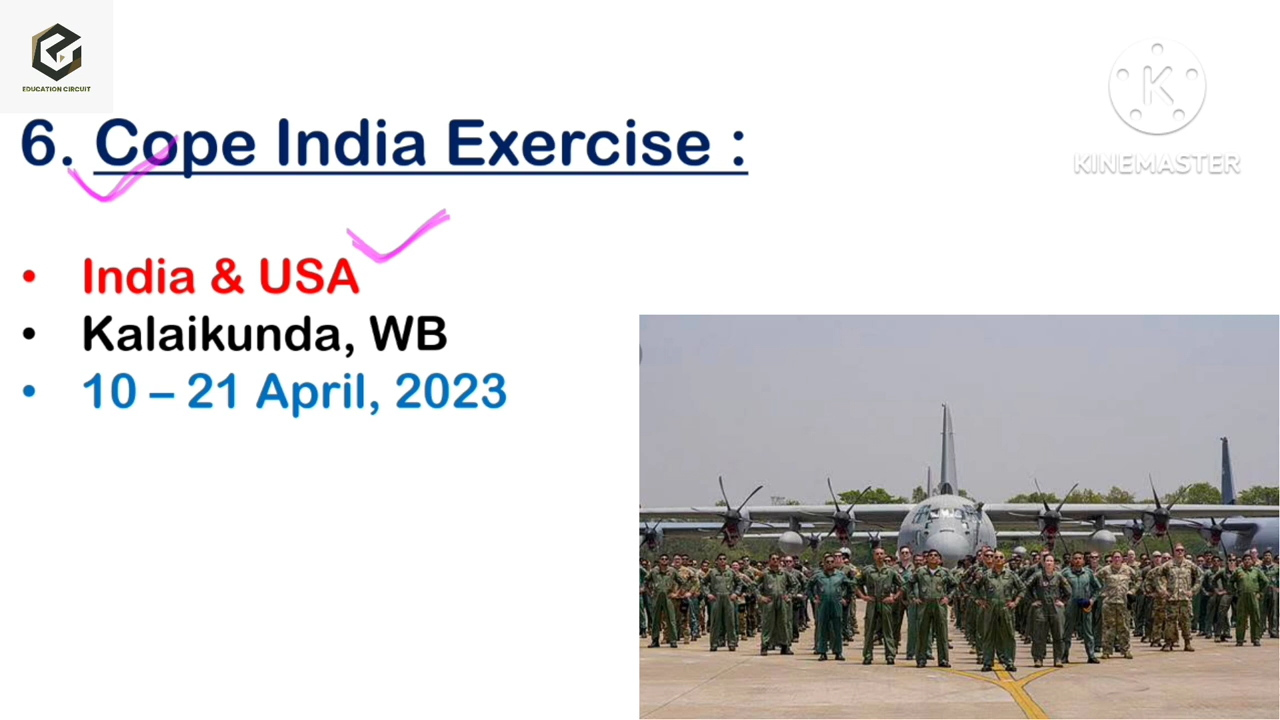 EDUCATION CIRCUIT
KINEMASTER
6. Cope India Exercise :
• India & USA
• Kalaikunda, WB
• 10 – 21 April, 2023